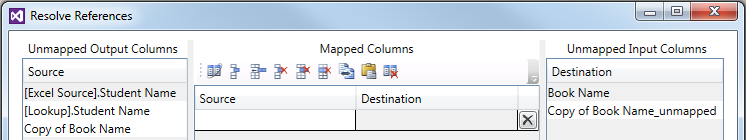 Resolve References
Unmapped Output Columns
Mapped Columns
Unmapped Input Columns
Source
Destination
[Excel Source].Student Name
[Lookup].Student Name
Copy of Book Name
Source Destination
Book Name
Copy of Book Name_unmapped